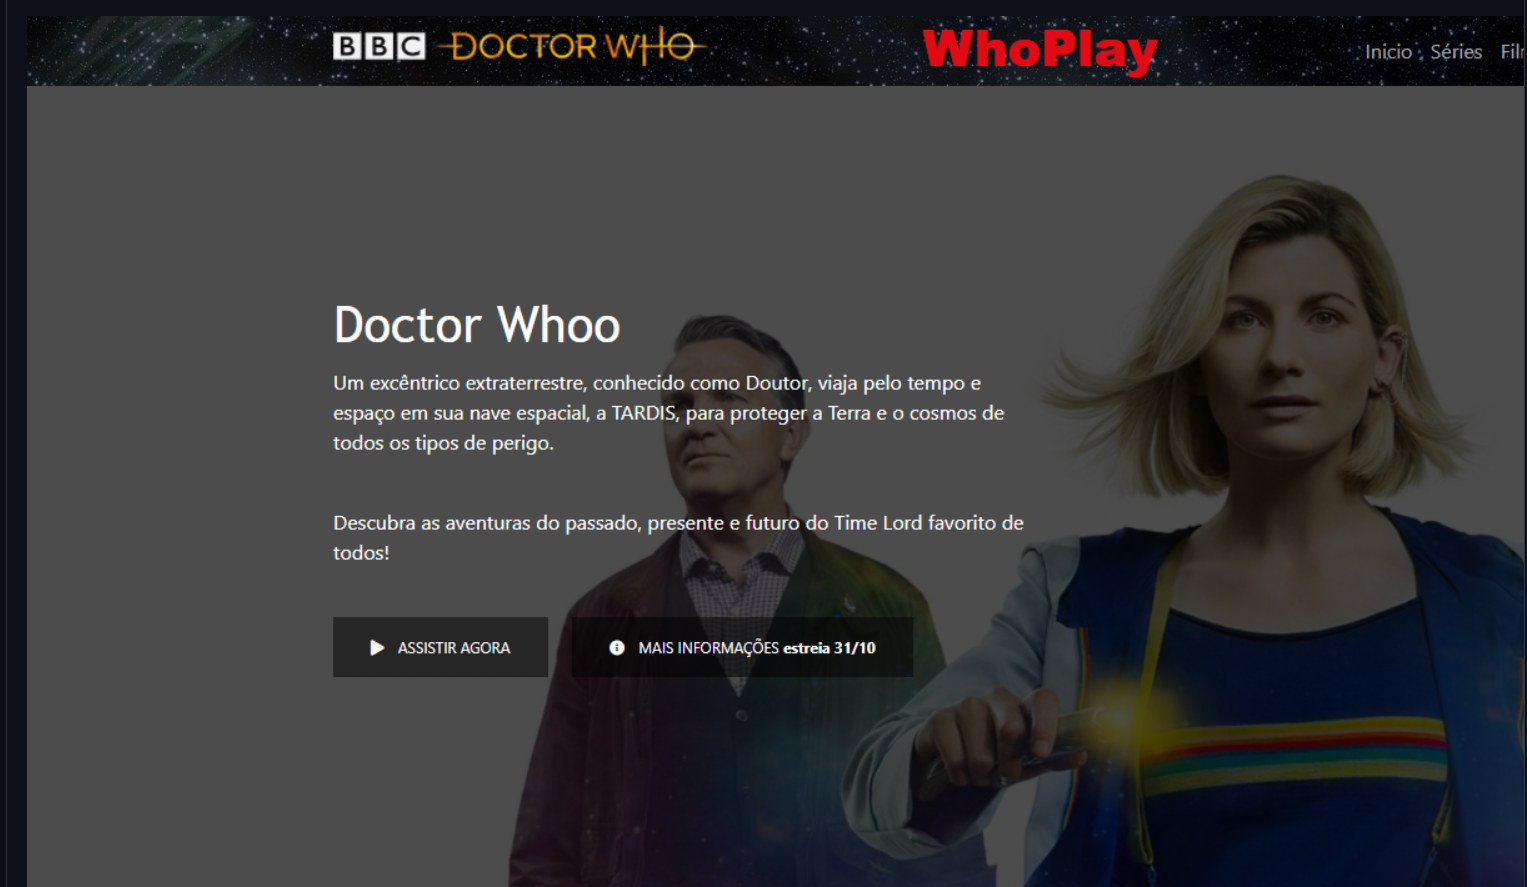 BBC DOCTOR WHO
WhoPlay
Inicio Séries
Doctor Whoo
Um excêntrico extraterrestre, conhecido como Doutor, viaja pelo tempo e
espaço em sua nave espacial, a TARDIS, para proteger a Terra e o cosmos de
todos os tipos de perigo.
Descubra as aventuras do passado, presente e futuro do Time Lord favorito de
todos!
ASSISTIR AGORA
MAIS INFORMAÇÕES estreia 31/10